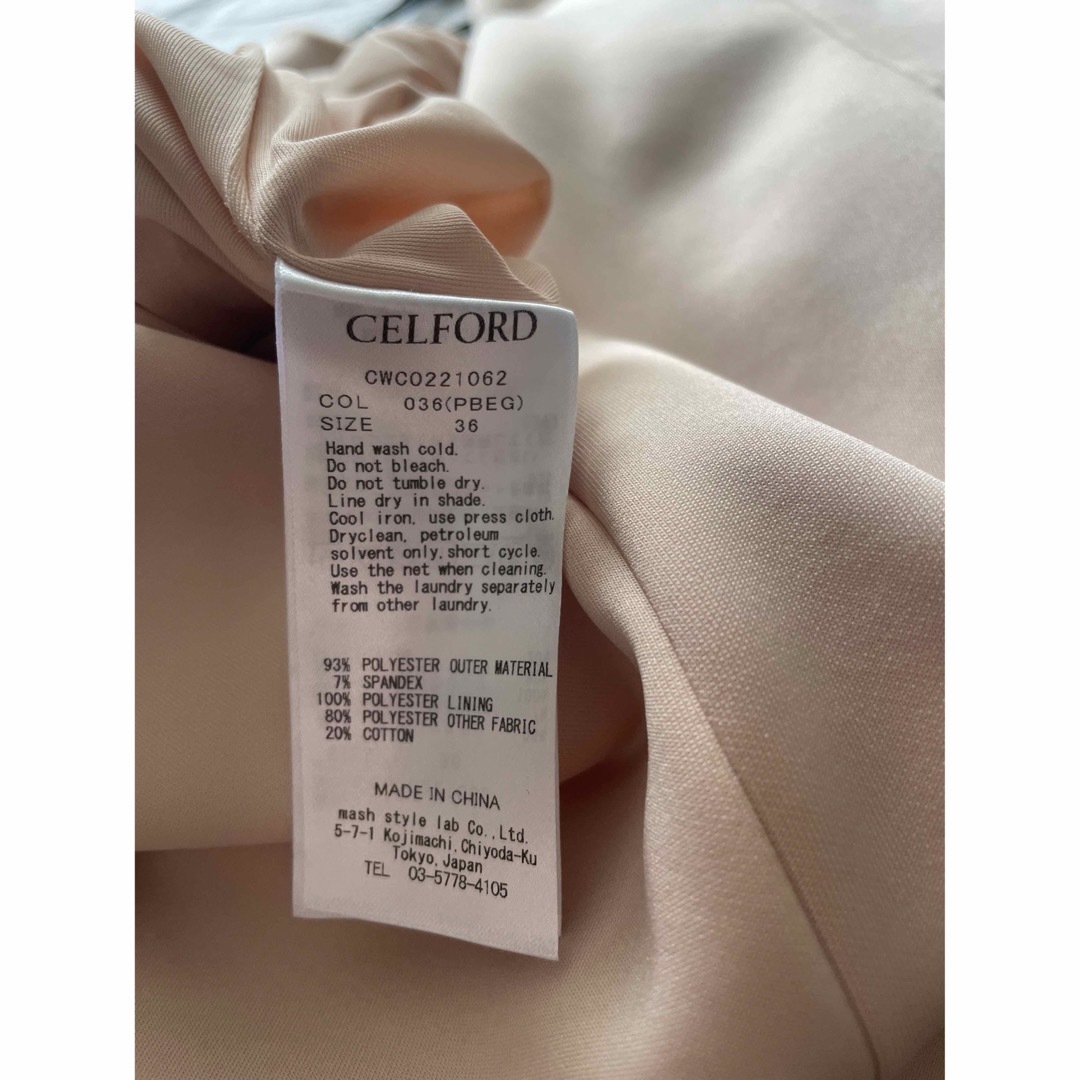 CELFORD
CWCO221062
COL 036(PBEG)
SIZE 36
Hand wash cold.
Do not bleach.
Do not tumble dry.
Line dry in shade.
Cool iron, use press cloth.
Dryclean, petroleum
solvent only,short cycle.
Use the net when cleaning.
Wash the laundry separately
from other laundry.
93% POLYESTER OUTER MATERIAL
7% SPANDEX
100% POLYESTER LINING
80% POLYESTER OTHER FABRIC
20% COTTON
MADE IN CHINA
mash style lab Co.,Ltd.
5-7-1 Kojimachi,Chiyoda-Ku
Tokyo,Japan
TEL 03-5778-4105